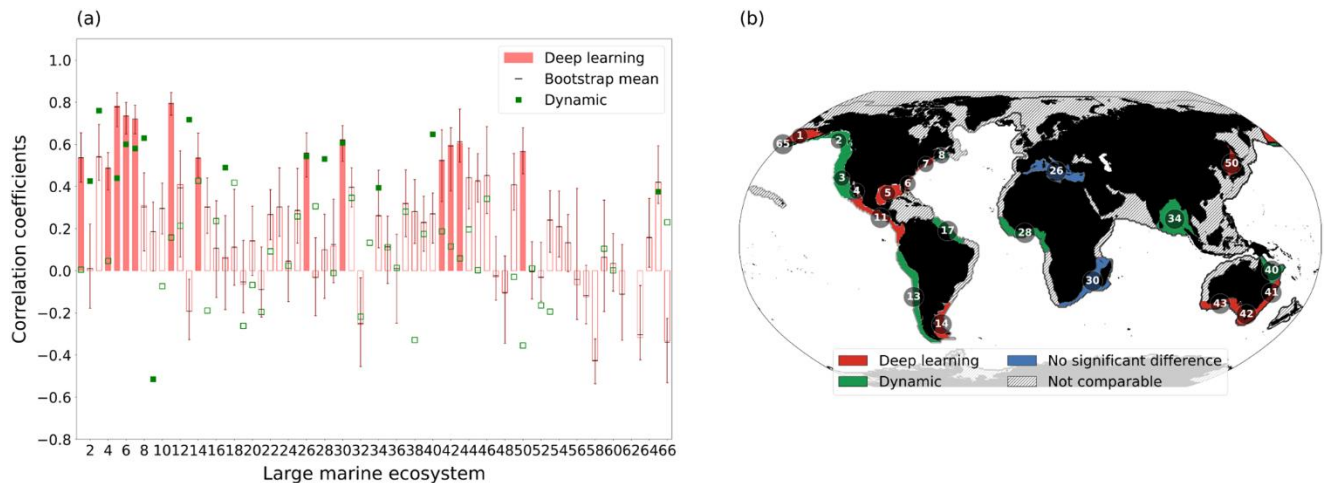 (a)
(b)
1.0
0.8
0.6
0.4
0.2
0.0
−0.2
−0.4
−0.6
−0.8
Correlation coefficients
Deep learning
Bootstrap mean
Dynamic
2 4 6 8 10 12 14 16 18 20 22 24 26 28 30 32 34 36 38 40 42 44 46 48 50 52 54 56 58 60 62 64 66
Large marine ecosystem
65 1 2 8
7
3 4 5 6 26 50
11 17 28 34
13 30 40
14 43 42 41
Deep learning No significant difference
Dynamic Not comparable